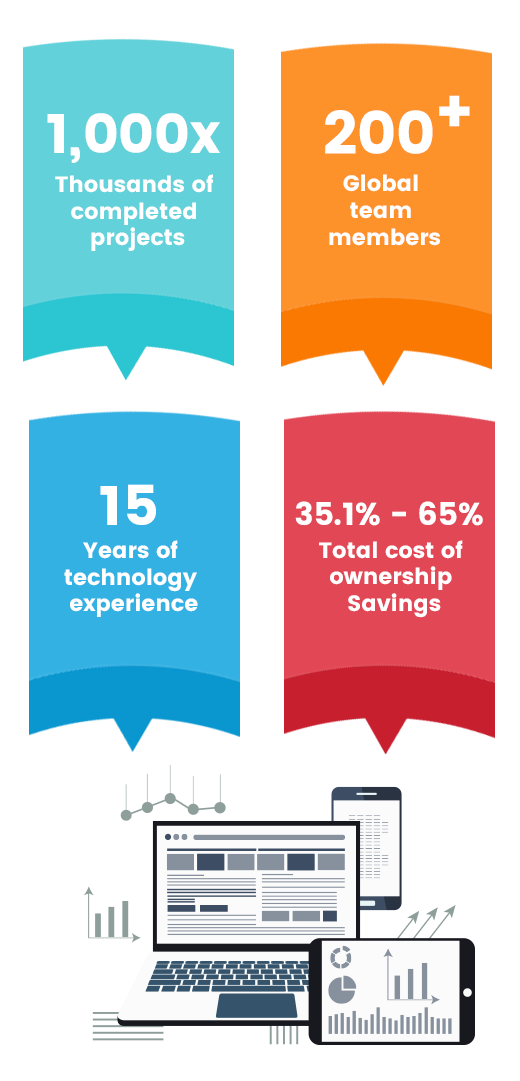 1,000x
Thousands of
completed
projects
200+
Global
team
members
15
Years of
technology
experience
35.1% - 65%
Total cost of
ownership
Savings